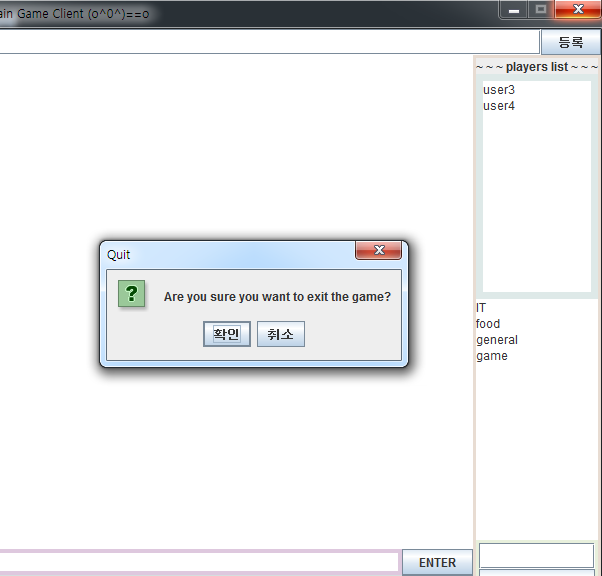 ain Game Client (o^0^)==o
등록
~ ~ ~ players list ~ ~ ~
user3
user4
Quit
?
Are you sure you want to exit the game?
확인 취소
IT
food
general
game
ENTER